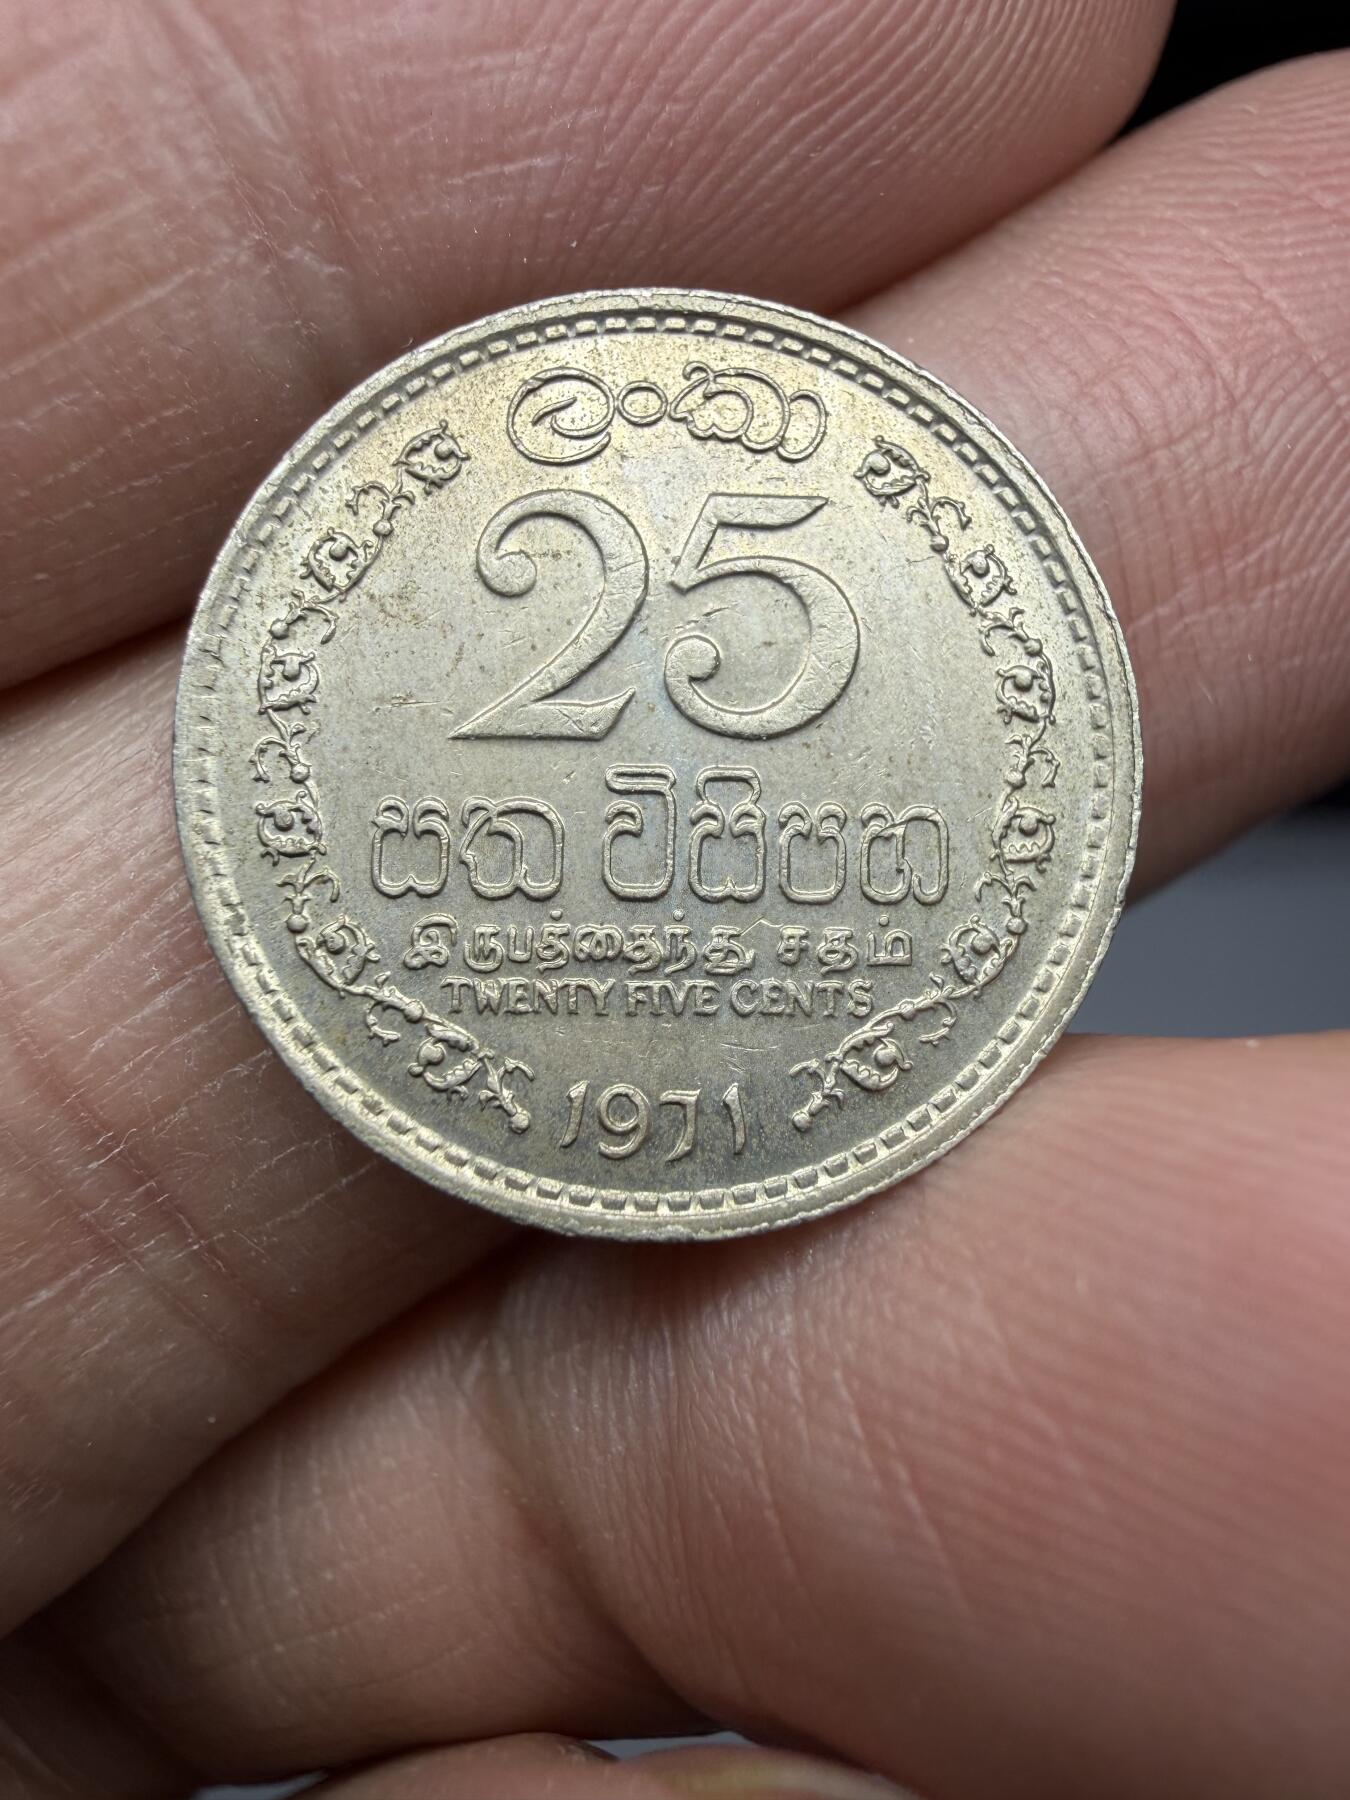 ලංකා
25
සත විසිපහ
இருபத்தைந்து சதம்
TWENTY FIVE CENTS
1971